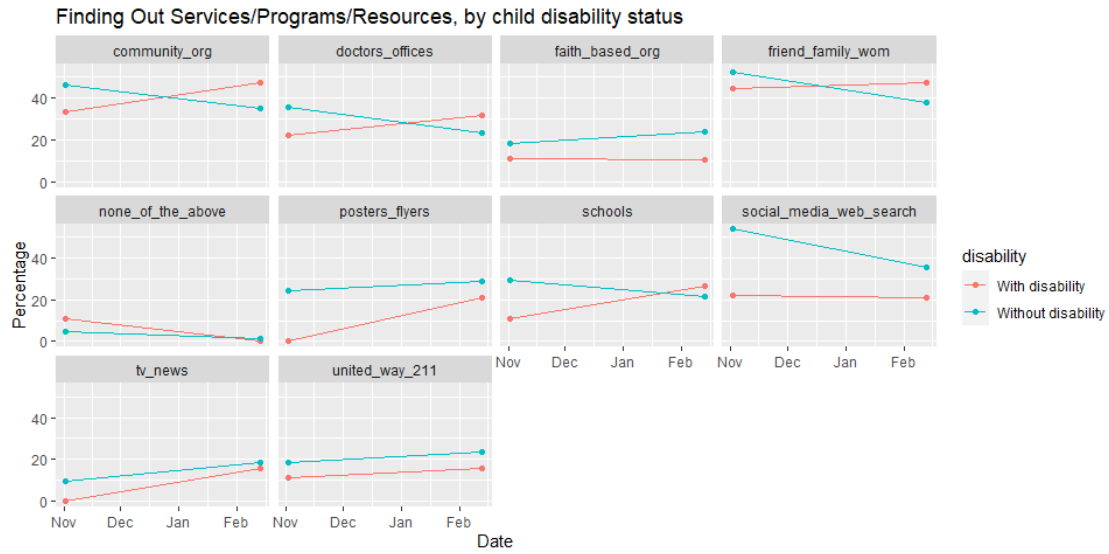 Finding Out Services/Programs/Resources, by child disability status
community_org doctors_offices faith_based_org friend_family_wom
40
20
0
none_of_the_above posters_flyers schools social_media_web_search
40
20
0
Nov Dec Jan Feb Nov Dec Jan Feb
tv_news united_way_211
40
20
0
Nov Dec Jan Feb Nov Dec Jan Feb
Date
Percentage
disability
With disability
Without disability